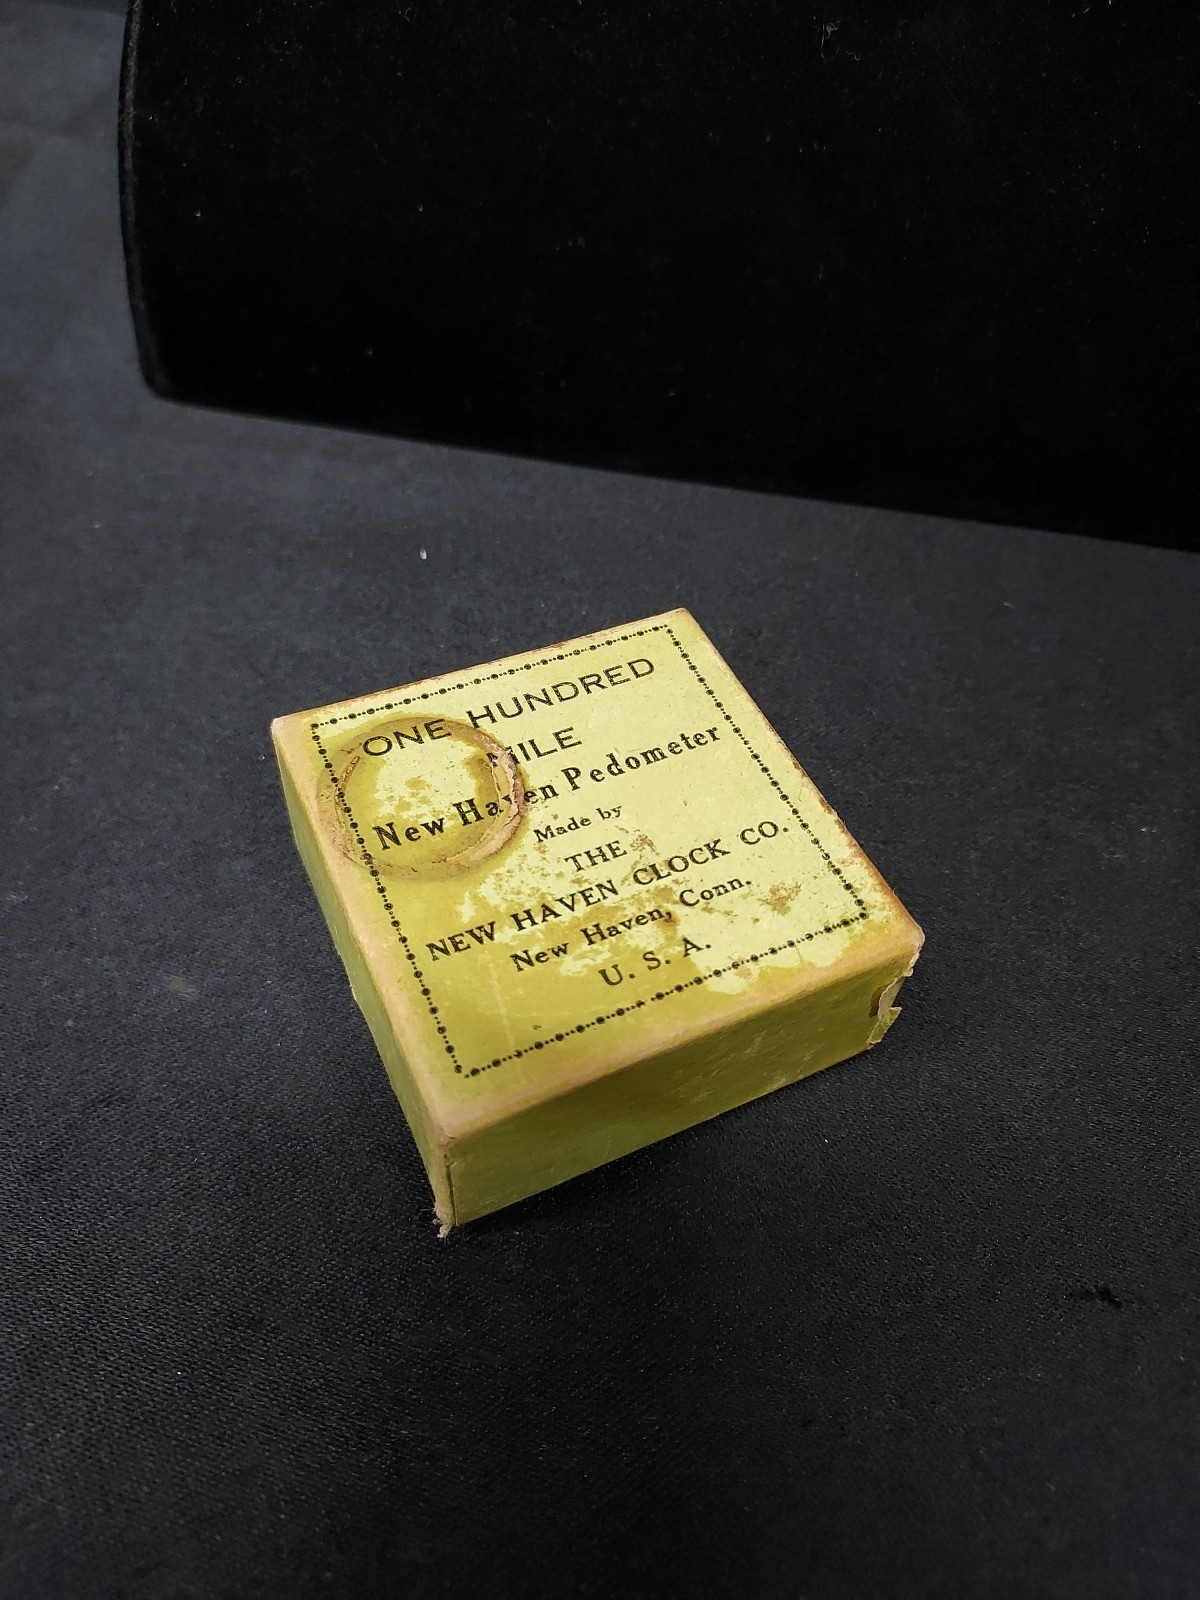 ONE HUNDRED
MILE
New Haven Pedometer
Made by
THE
NEW HAVEN CLOCK CO.
New Haven, Conn.
U. S. A.